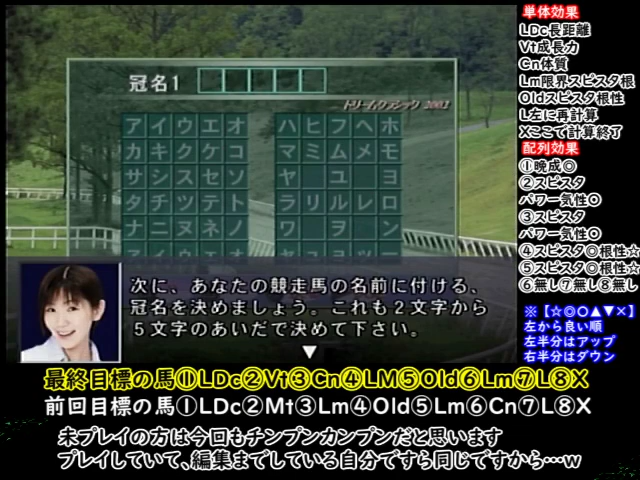 冠名1
ドリームクラシック 2002
アイウエオ ハヒフヘホ
カキクケコ マミムメモ
サシスセソ ヤ ユ ヨ
タチツテト ラリルレロ
ナニヌネノ ワ ヲ ン
次に、あなたの競走馬の名前に付ける、
冠名を決めましょう。これも2文字から
5文字のあいだで決めて下さい。
▼
単体効果
LDc長距離
Vt成長力
Cn体質
Lm限界スピスタ根
Oldスピスタ根性
L左に再計算
Xここで計算終了
配列効果
①晩成◎
②スピスタ
パワー気性○
③スピスタ
パワー気性○
④スピスタ◎根性☆
⑤スピスタ◎根性☆
⑥無し⑦無し⑧無し
※【☆◎○▲▼×】
左から良い順
左半分はアップ
右半分はダウン
最終目標の馬①LDc②Vt③Cn④LM⑤Old⑥Lm⑦L⑧X
前回目標の馬①LDc②Mt③Lm④Old⑤Lm⑥Cn⑦L⑧X
未プレイの方は今回もチンプンカンプンだと思います
プレイしていて、編集までしている自分ですら同じですから…w